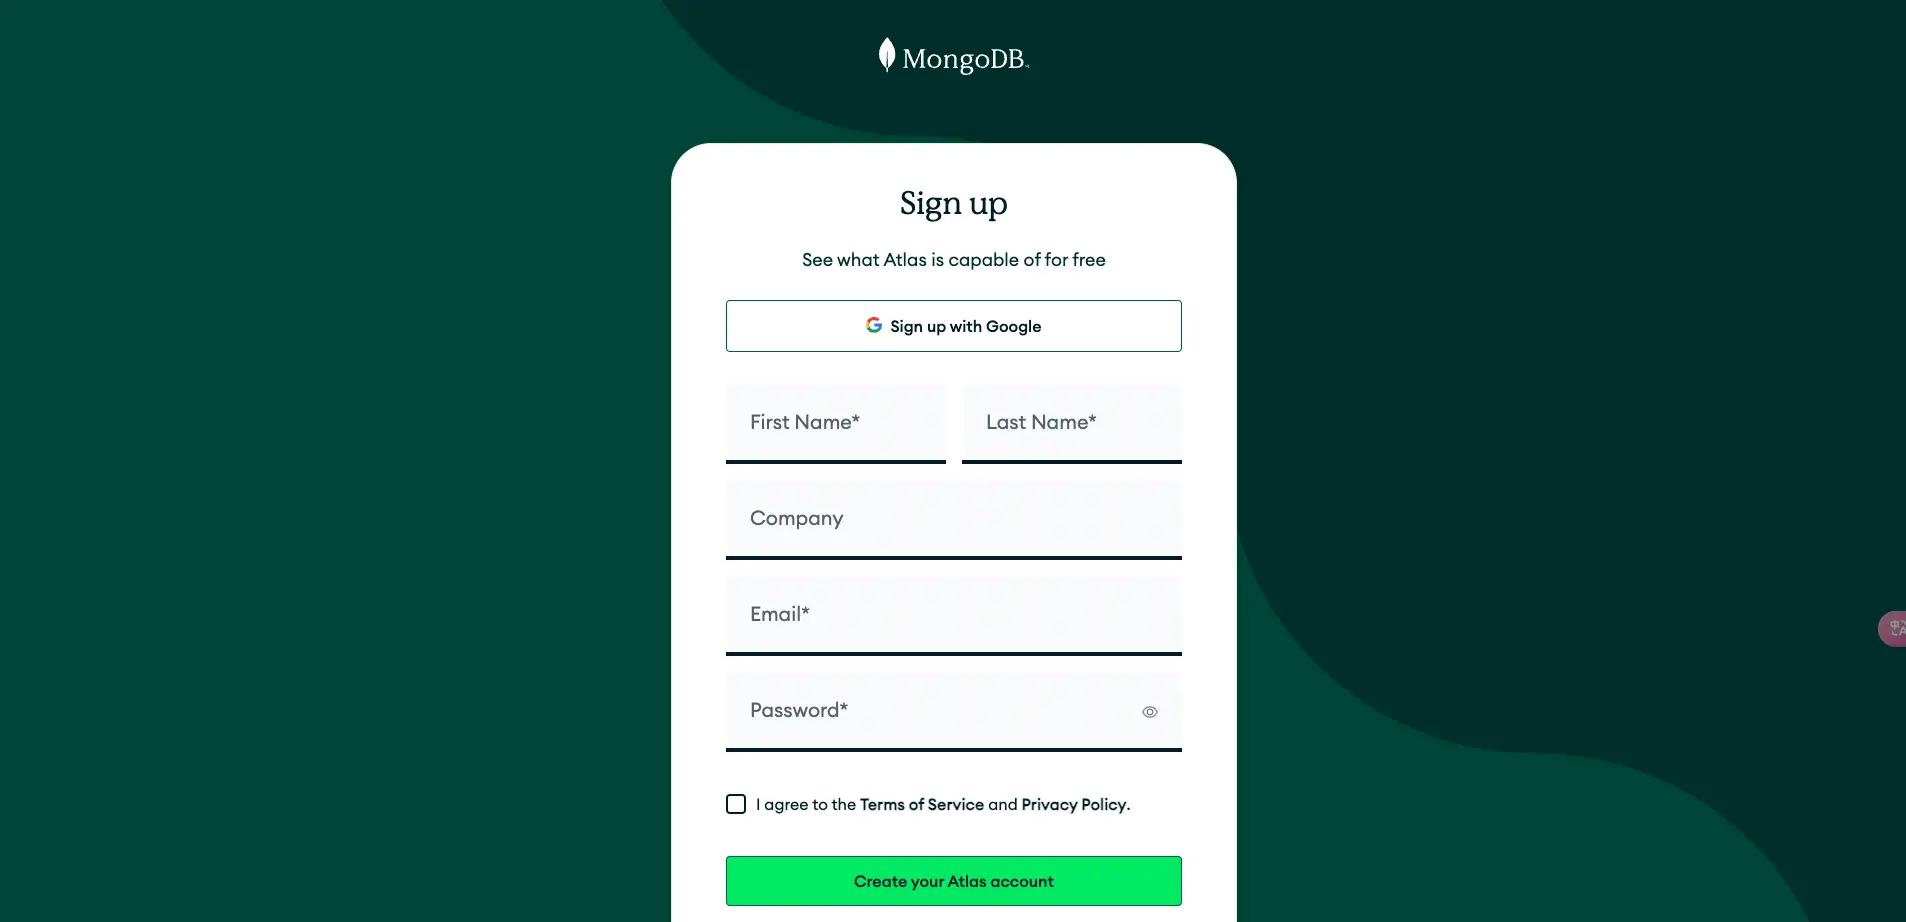 MongoDB
Sign up
See what Atlas is capable of for free
Sign up with Google
First Name*
Last Name*
Company
Email*
Password*
I agree to the Terms of Service and Privacy Policy.
Create your Atlas account